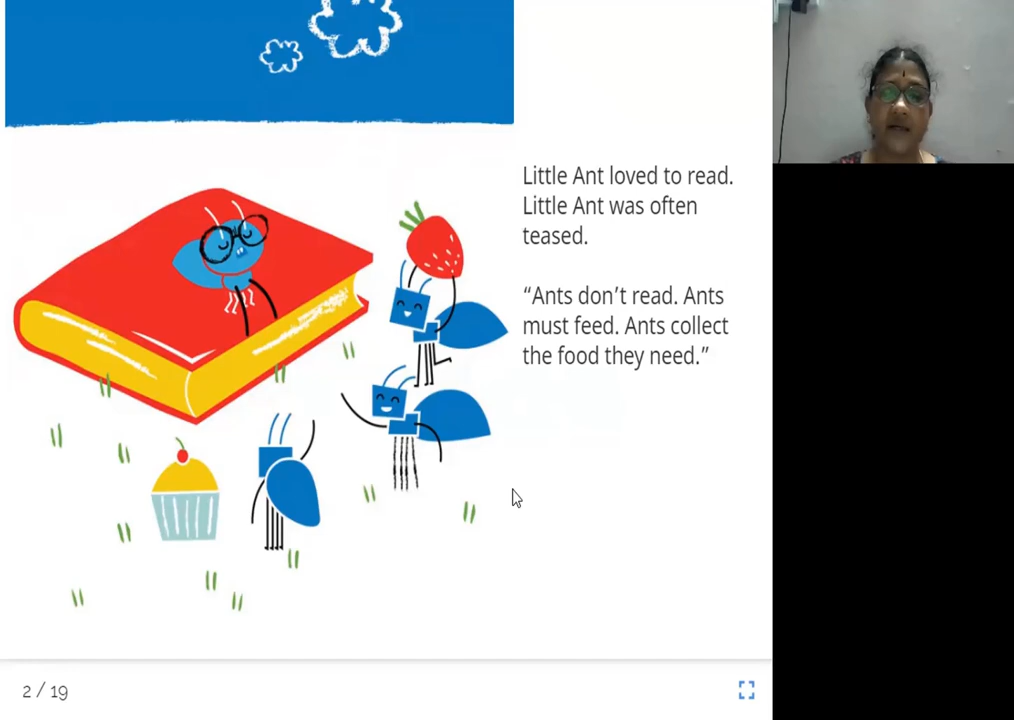 Little Ant loved to read.
Little Ant was often
teased.
“Ants don’t read. Ants
must feed. Ants collect
the food they need.”
2 / 19